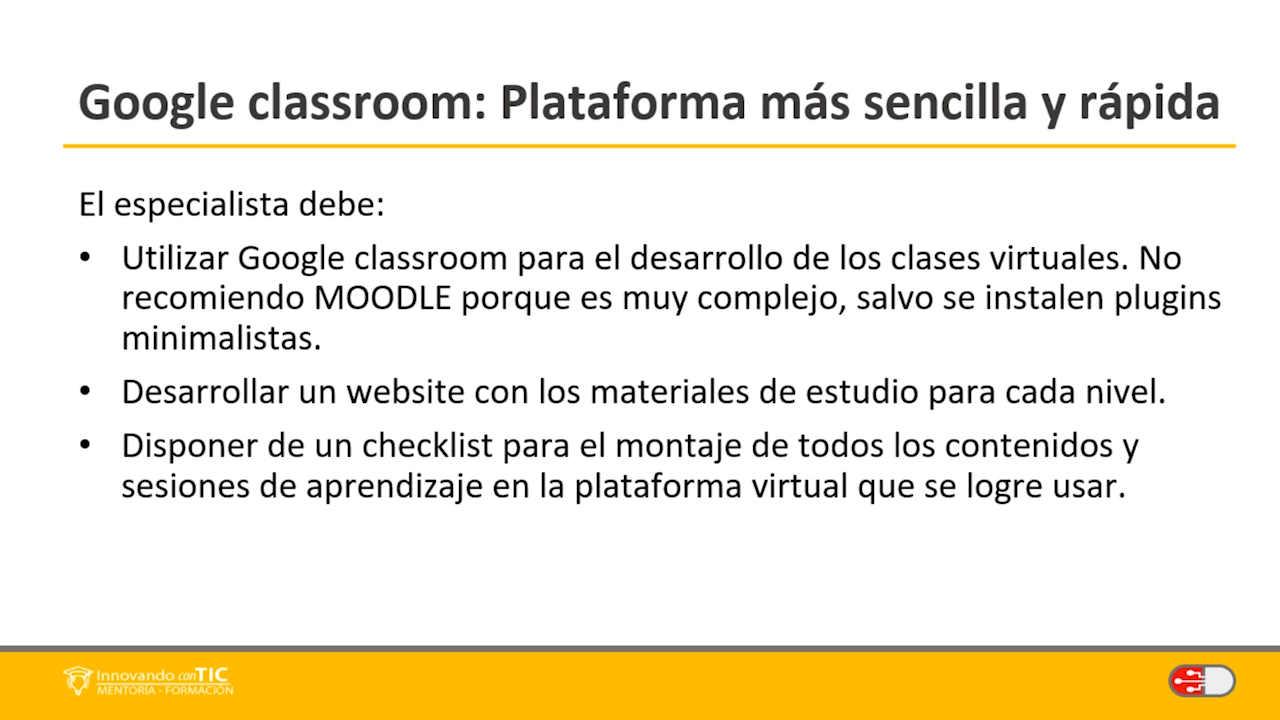 Google classroom: Plataforma más sencilla y rápida
El especialista debe:
• Utilizar Google classroom para el desarrollo de los clases virtuales. No
recomiendo MOODLE porque es muy complejo, salvo se instalen plugins
minimalistas.
• Desarrollar un website con los materiales de estudio para cada nivel.
• Disponer de un checklist para el montaje de todos los contenidos y
sesiones de aprendizaje en la plataforma virtual que se logre usar.
Innovando con TIC
MENTORÍA - FORMACIÓN